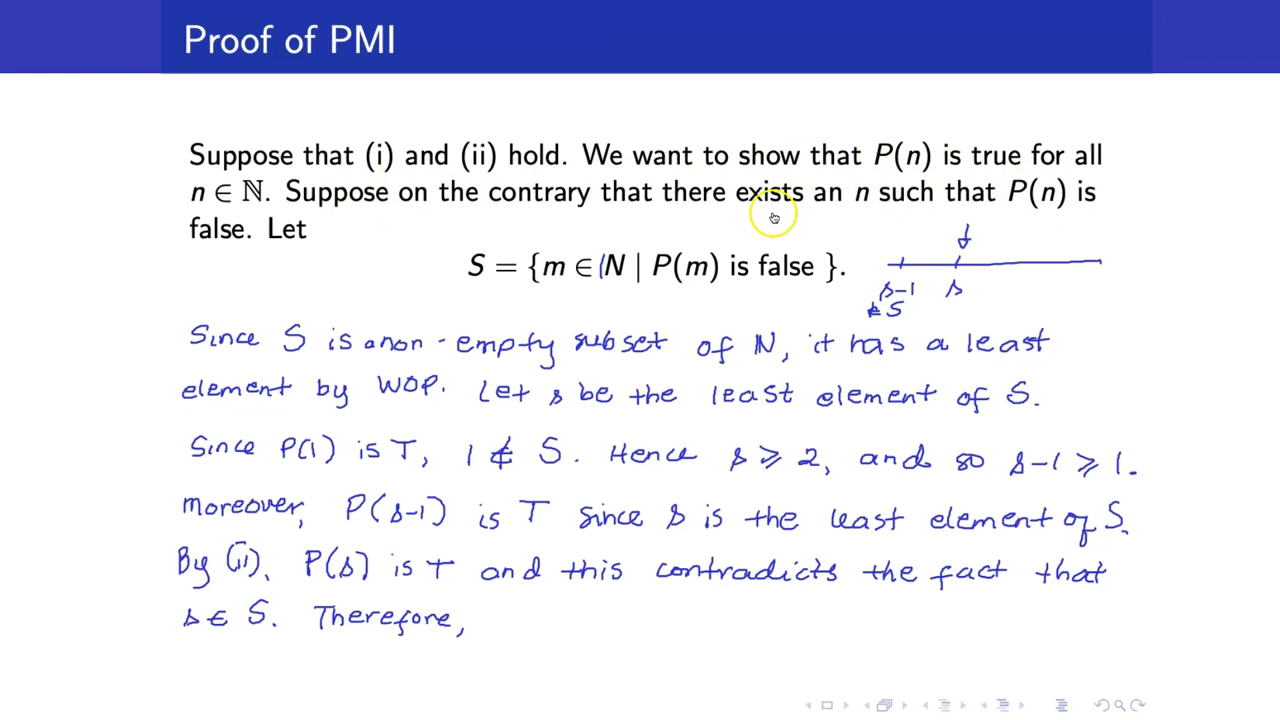 Proof of PMI
Suppose that (i) and (ii) hold. We want to show that P(n) is true for all
n ∈ ℕ. Suppose on the contrary that there exists an n such that P(n) is
false. Let
S = {m ∈ ℕ | P(m) is false }.
s-1 s
∉ S
Since S is a non-empty subset of ℕ, it has a least
element by WOP. Let s be the least element of S.
Since P(1) is T, 1 ∉ S. Hence s ⩾ 2, and so s-1 ⩾ 1.
Moreover, P(s-1) is T since s is the least element of S.
By (ii), P(s) is T and this contradicts the fact that
s ∈ S. Therefore,